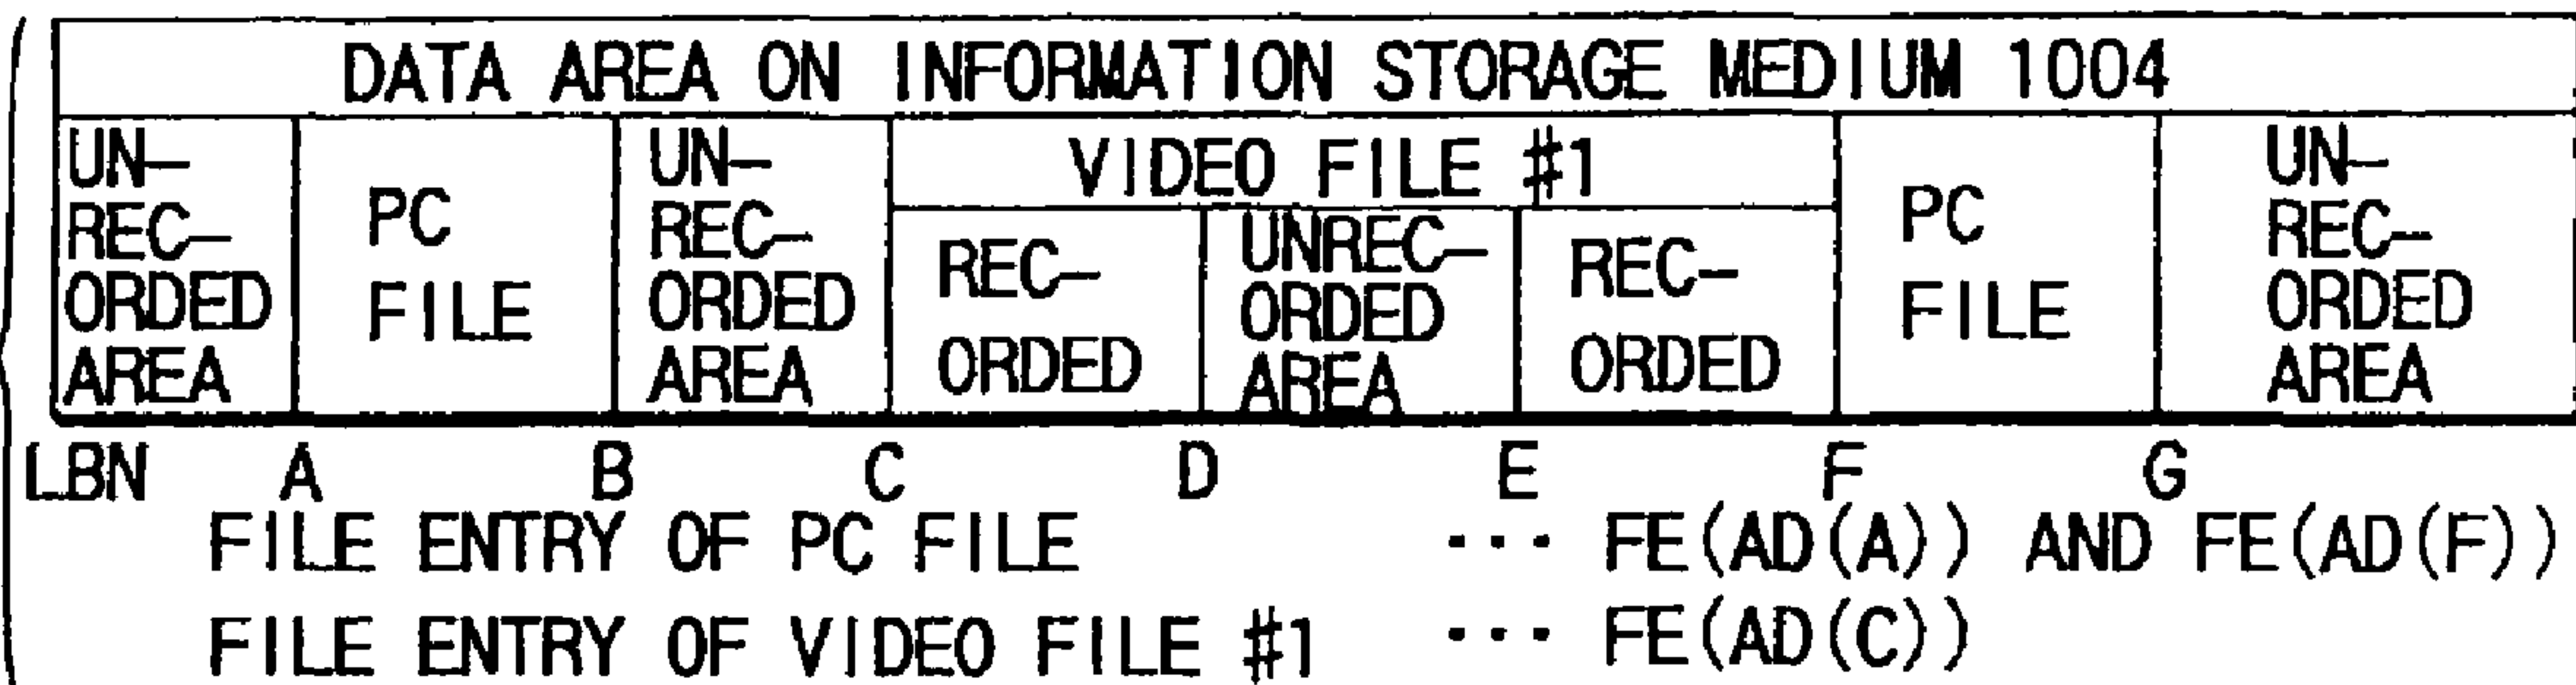 DATA AREA ON INFORMATION STORAGE MEDIUM 1004
UN-
REC-
ORDED
AREA
PC
FILE
UN-
REC-
ORDED
AREA
VIDEO FILE #1
REC-
ORDED
UNREC-
ORDED
AREA
REC-
ORDED
PC
FILE
UN-
REC-
ORDED
AREA
LBN A B C D E F G
FILE ENTRY OF PC FILE ... FE(AD(A)) AND FE(AD(F))
FILE ENTRY OF VIDEO FILE #1 ... FE(AD(C))